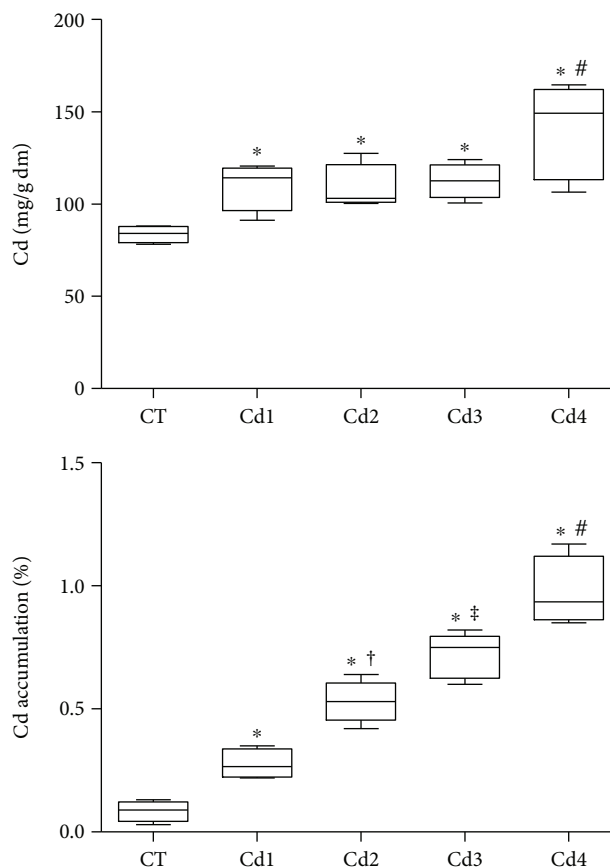 200
150
100
50
0
Cd (mg/g dm)
* * * * #
CT Cd1 Cd2 Cd3 Cd4
1.5
1.0
0.5
0.0
Cd accumulation (%)
* * † * ‡ * #
CT Cd1 Cd2 Cd3 Cd4